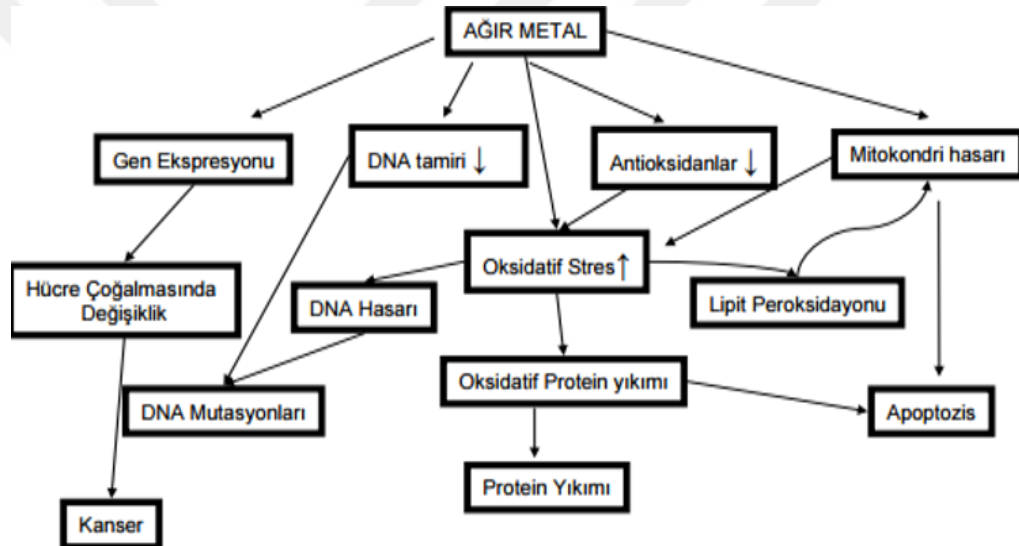 AĞIR METAL
Gen Ekspresyonu
DNA tamiri ↓
Antioksidanlar ↓
Mitokondri hasarı
Oksidatif Stres↑
Hücre Çoğalmasında
Değişiklik
DNA Hasarı
Lipit Peroksidayonu
DNA Mutasyonları
Oksidatif Protein yıkımı
Apoptozis
Protein Yıkımı
Kanser